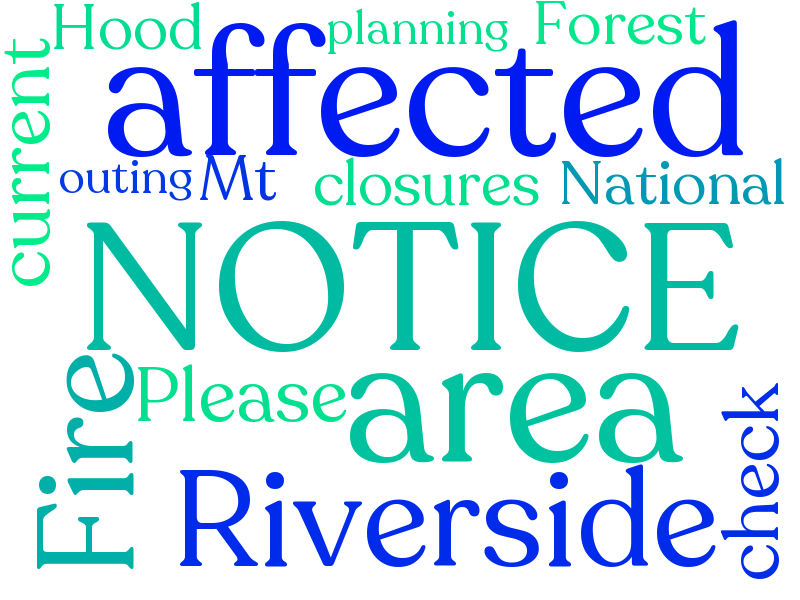 Hood planning Forest
current
affected
outing Mt closures National
NOTICE
Fire
Please area
check
Riverside